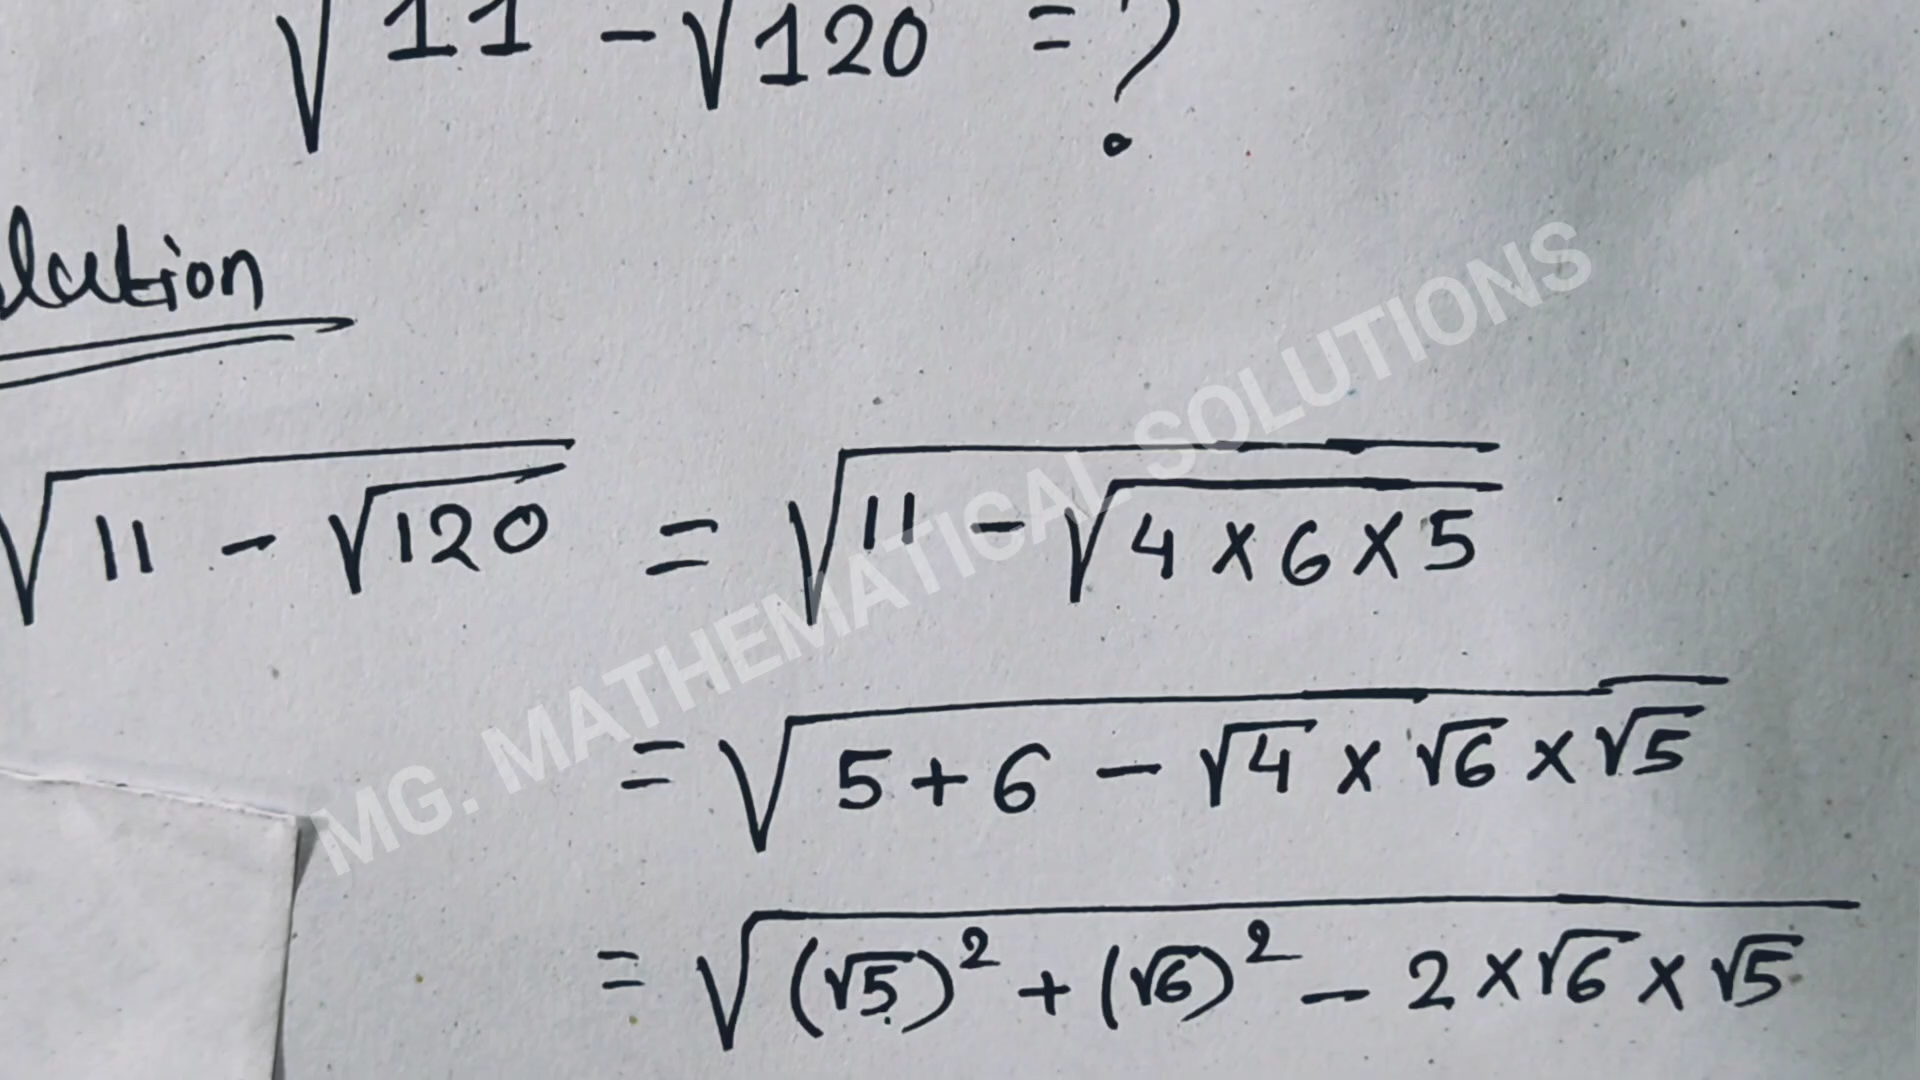 √11 - √120 = ?
lution
√(11 - √120) = √(11 - √(4 × 6 × 5))
= √(5 + 6 - √4 × √6 × √5)
= √((√5)² + (√6)² - 2 × √6 × √5)
MG. MATHEMATICAL SOLUTIONS